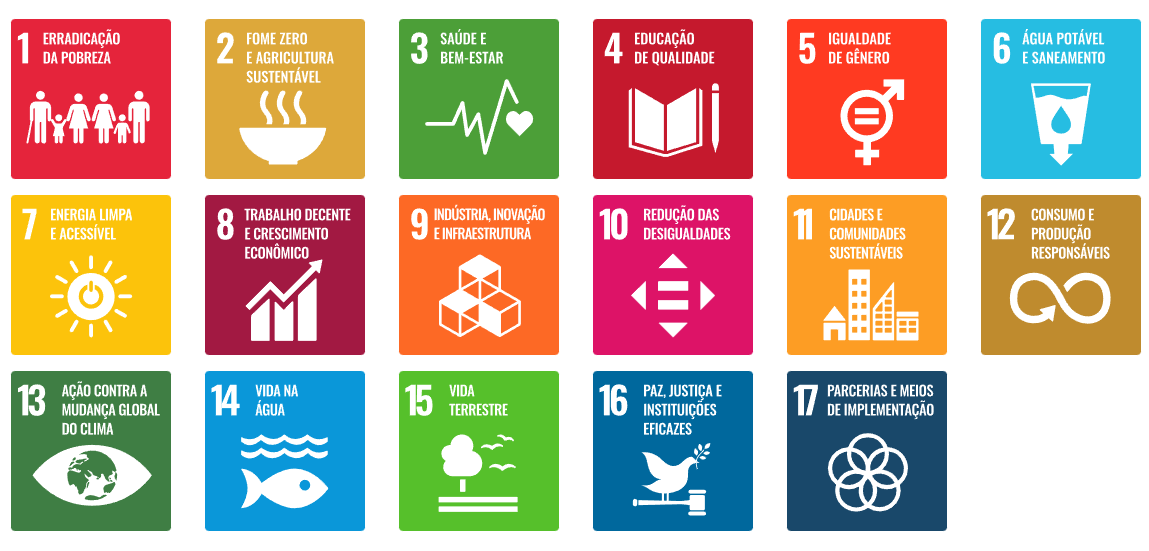 1 ERRADICAÇÃO
DA POBREZA
2 FOME ZERO
E AGRICULTURA
SUSTENTÁVEL
3 SAÚDE E
BEM-ESTAR
4 EDUCAÇÃO
DE QUALIDADE
5 IGUALDADE
DE GÊNERO
6 ÁGUA POTÁVEL
E SANEAMENTO
7 ENERGIA LIMPA
E ACESSÍVEL
8 TRABALHO DECENTE
E CRESCIMENTO
ECONÔMICO
9 INDÚSTRIA, INOVAÇÃO
E INFRAESTRUTURA
10 REDUÇÃO DAS
DESIGUALDADES
11 CIDADES E
COMUNIDADES
SUSTENTÁVEIS
12 CONSUMO E
PRODUÇÃO
RESPONSÁVEIS
13 AÇÃO CONTRA A
MUDANÇA GLOBAL
DO CLIMA
14 VIDA NA
ÁGUA
15 VIDA
TERRESTRE
16 PAZ, JUSTIÇA E
INSTITUIÇÕES
EFICAZES
17 PARCERIAS E MEIOS
DE IMPLEMENTAÇÃO